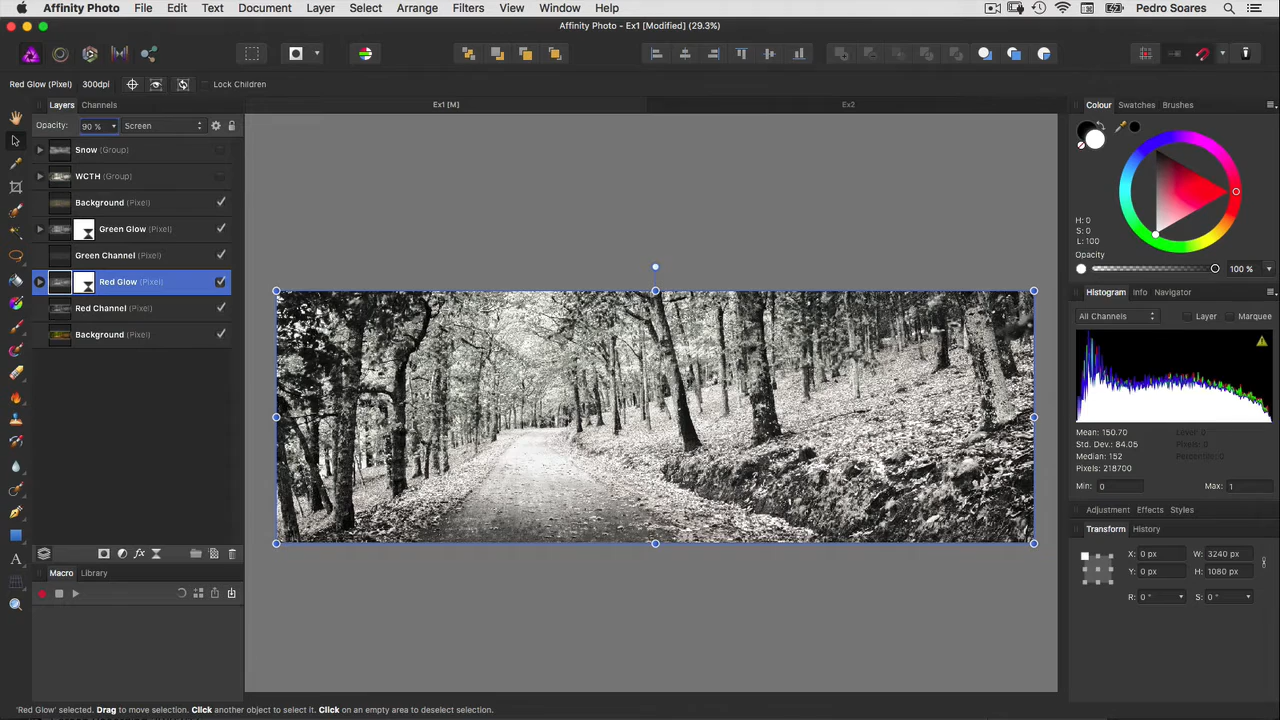 Affinity Photo File Edit Text Document Layer Select Arrange Filters View Window Help Pedro Soares
Affinity Photo - Ex1 [Modified] (29.3%)
Red Glow (Pixel) 300dpi Lock Children
Layers Channels
Ex1 [M] Ex2
Colour Swatches Brushes
Opacity: 90 % Screen
Snow (Group)
WCTH (Group)
Background (Pixel)
Green Glow (Pixel)
Green Channel (Pixel)
Red Glow (Pixel)
Red Channel (Pixel)
Background (Pixel)
H: 0
S: 0
L: 100
Opacity
100 %
Histogram Info Navigator
All Channels Layer Marquee
Mean: 150.70
Std. Dev.: 84.05
Median: 152
Pixels: 218700
Levels: 0
Pixels: 0
Percentile: 0
Min: 0 Max: 1
Adjustment Effects Styles
Transform History
X: 0 px W: 3240 px
Y: 0 px H: 1080 px
R: 0 ° S: 0 °
Macro Library
'Red Glow' selected. Drag to move selection. Click another object to select it. Click on an empty area to deselect selection.